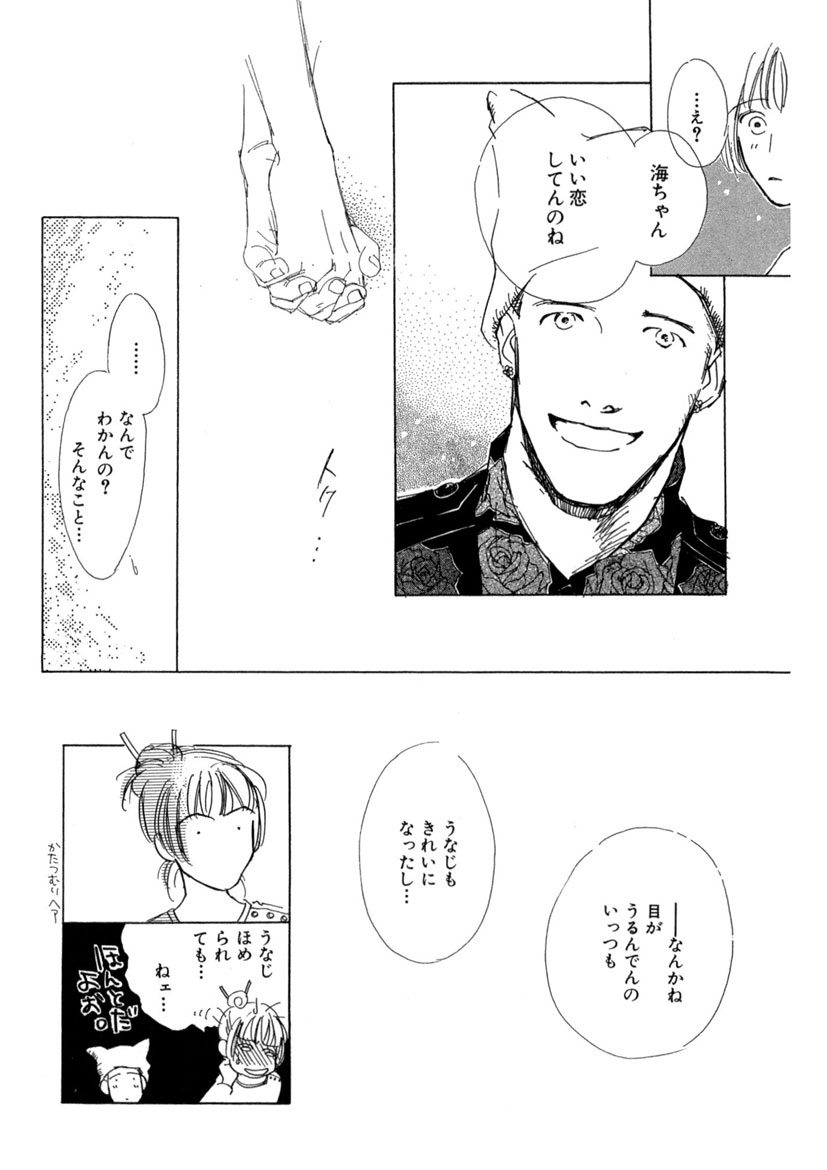 …え?
海ちゃん
いい恋
してんのね
トク…
……
なんで
わかんの?
そんなこと…
——なんかね
目が
うるんでんの
いっつも
うなじも
きれいに
なったし…
かたつむりヘアー
うなじ
ほめ
られ
ても…
ねェ…
ほんとだ
よお。